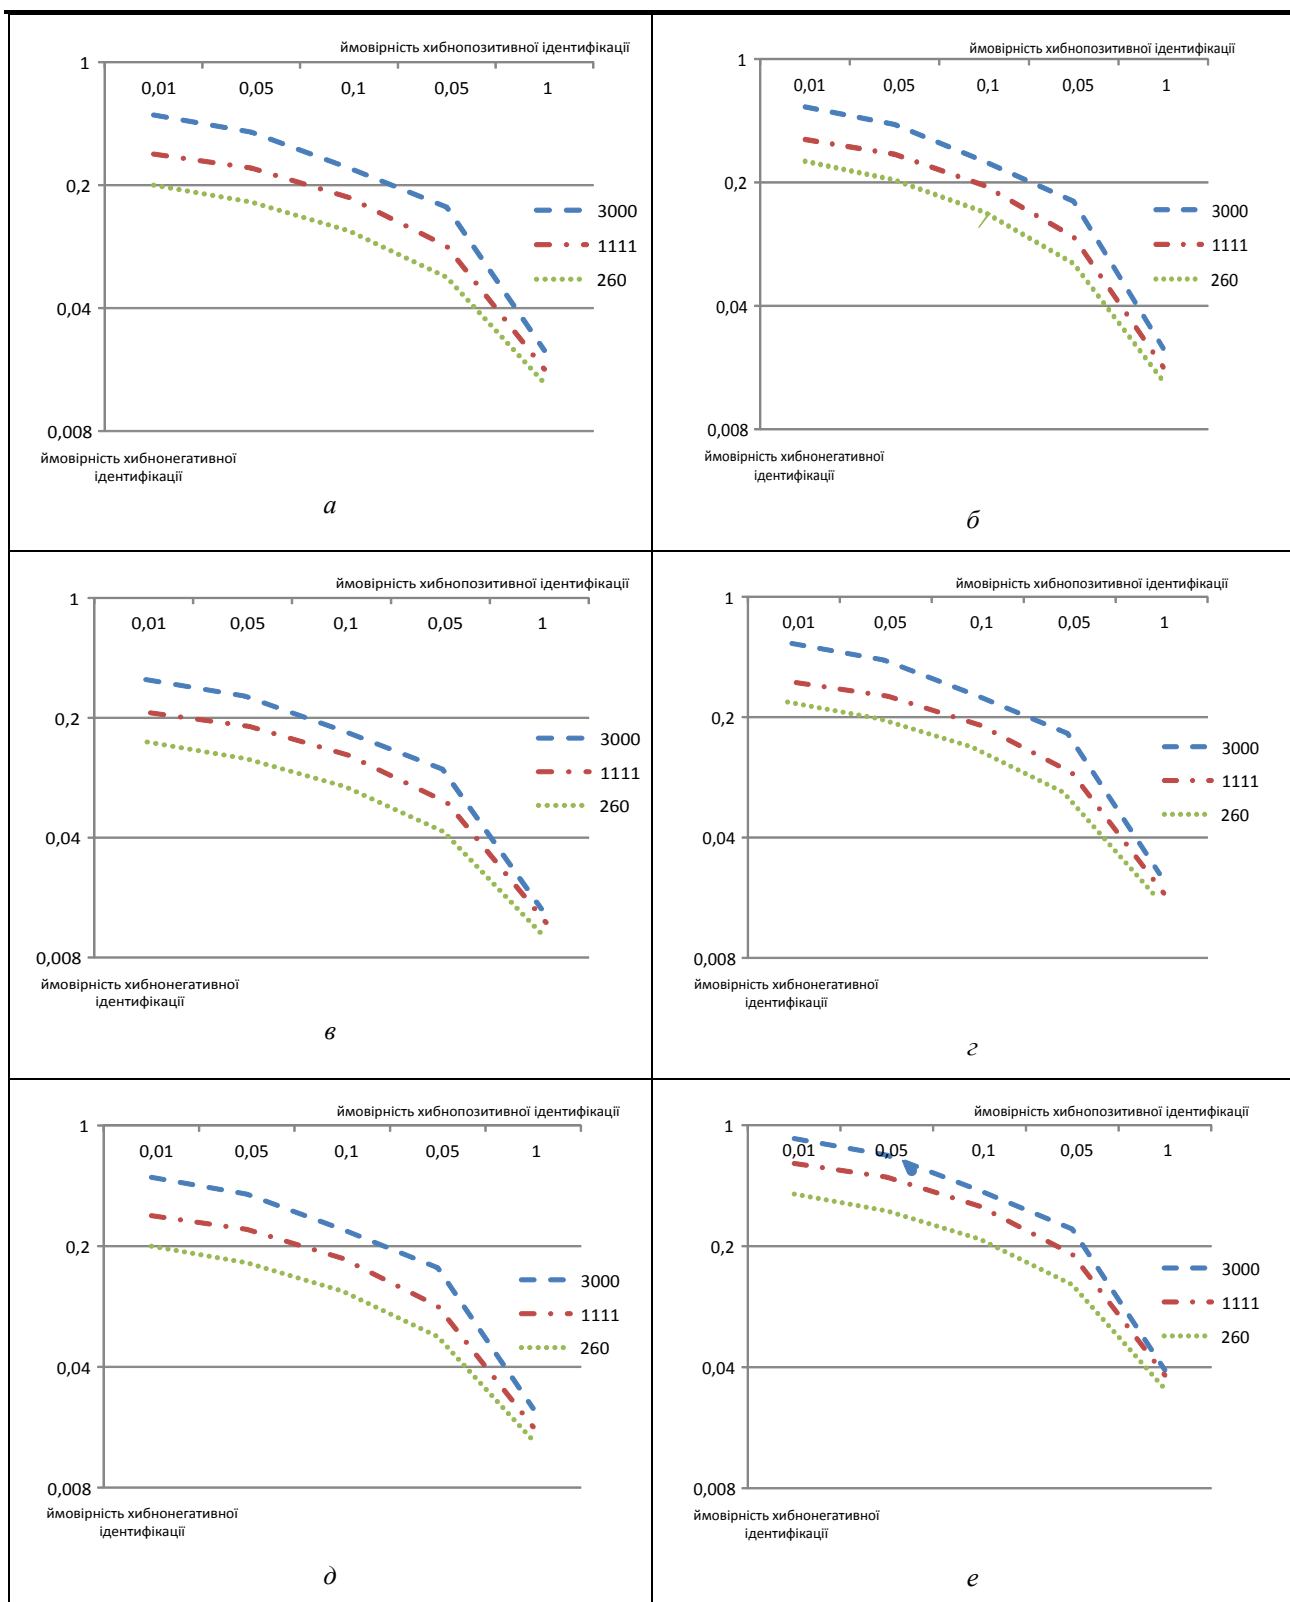 ймовірність хибнопозитивної ідентифікації
1
0,01 0,05 0,1 0,05 1
0,2
3000
1111
260
0,04
0,008
ймовірність хибнонегативної
ідентифікації
а
ймовірність хибнопозитивної ідентифікації
1
0,01 0,05 0,1 0,05 1
0,2
3000
1111
260
0,04
0,008
ймовірність хибнонегативної
ідентифікації
б
ймовірність хибнопозитивної ідентифікації
1
0,01 0,05 0,1 0,05 1
0,2
3000
1111
260
0,04
0,008
ймовірність хибнонегативної
ідентифікації
в
ймовірність хибнопозитивної ідентифікації
1
0,01 0,05 0,1 0,05 1
0,2
3000
1111
260
0,04
0,008
ймовірність хибнонегативної
ідентифікації
г
ймовірність хибнопозитивної ідентифікації
1
0,01 0,05 0,1 0,05 1
0,2
3000
1111
260
0,04
0,008
ймовірність хибнонегативної
ідентифікації
д
ймовірність хибнопозитивної ідентифікації
1
0,01 0,05 0,1 0,05 1
0,2
3000
1111
260
0,04
0,008
ймовірність хибнонегативної
ідентифікації
е